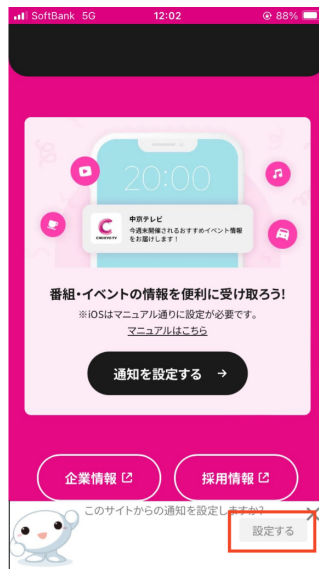 SoftBank 5G 12:02 88%
20:00
中京テレビ
今週末開催されるおすすめイベント情報
をお届けします！
CHUKYO TV
番組・イベントの情報を便利に受け取ろう!
※iOSはマニュアル通りに設定が必要です。
マニュアルはこちら
通知を設定する →
企業情報
採用情報
このサイトからの通知を設定しますか？
設定する